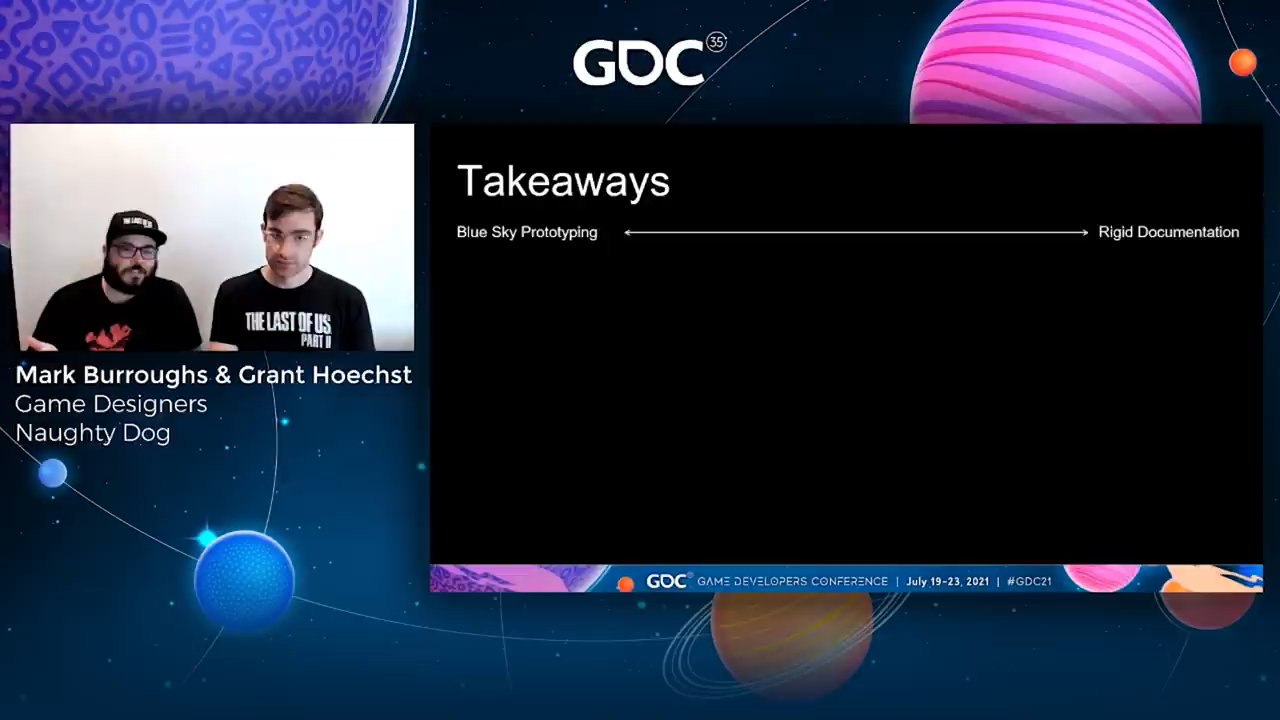 GDC 35
THE LAST OF US
THE LAST OF US
PART II
Mark Burroughs & Grant Hoechst
Game Designers
Naughty Dog
Takeaways
Blue Sky Prototyping
Rigid Documentation
GDC GAME DEVELOPERS CONFERENCE | July 19-23, 2021 | #GDC21